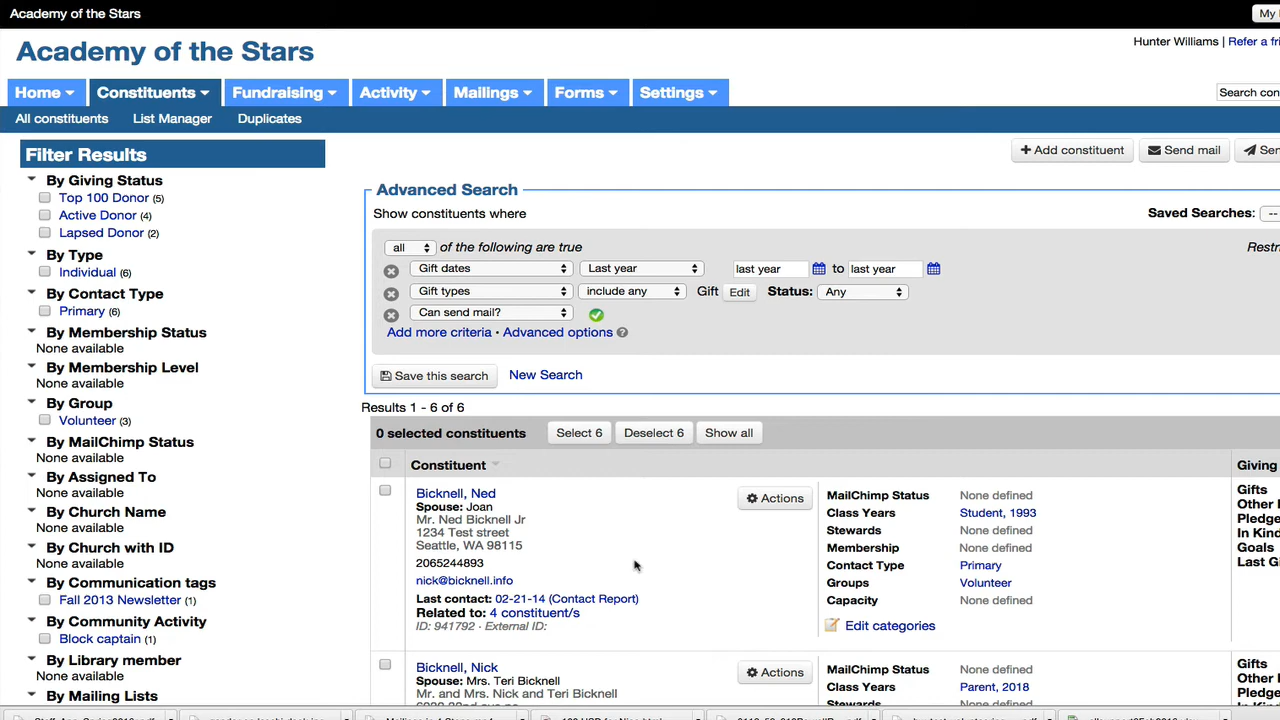 Academy of the Stars
My
Academy of the Stars
Hunter Williams | Refer a fri
Home
Constituents
Fundraising
Activity
Mailings
Forms
Settings
Search con
All constituents
List Manager
Duplicates
Filter Results
+ Add constituent
Send mail
Sen
By Giving Status
Top 100 Donor (5)
Active Donor (4)
Lapsed Donor (2)
By Type
Individual (6)
By Contact Type
Primary (6)
By Membership Status
None available
By Membership Level
None available
By Group
Volunteer (3)
By MailChimp Status
None available
By Assigned To
None available
By Church Name
None available
By Church with ID
None available
By Communication tags
Fall 2013 Newsletter (1)
By Community Activity
Block captain (1)
By Library member
None available
By Mailing Lists
Advanced Search
Show constituents where
Saved Searches: --
all of the following are true
Restri
Gift dates Last year last year to last year
Gift types include any Gift Edit Status: Any
Can send mail?
Add more criteria · Advanced options ?
Save this search New Search
Results 1 - 6 of 6
0 selected constituents Select 6 Deselect 6 Show all
Constituent
Giving
Bicknell, Ned
Spouse: Joan
Mr. Ned Bicknell Jr
1234 Test street
Seattle, WA 98115
2065244893
nick@bicknell.info
Last contact: 02-21-14 (Contact Report)
Related to: 4 constituent/s
ID: 941792 · External ID:
Actions
MailChimp Status None defined
Class Years Student, 1993
Stewards None defined
Membership None defined
Contact Type Primary
Groups Volunteer
Capacity None defined
Edit categories
Gifts
Other
Pledge
In Kind
Goals
Last Gi
Bicknell, Nick
Spouse: Mrs. Teri Bicknell
Mr. and Mrs. Nick and Teri Bicknell
Actions
MailChimp Status None defined
Class Years Parent, 2018
Stewards None defined
Gifts
Other
Pledge